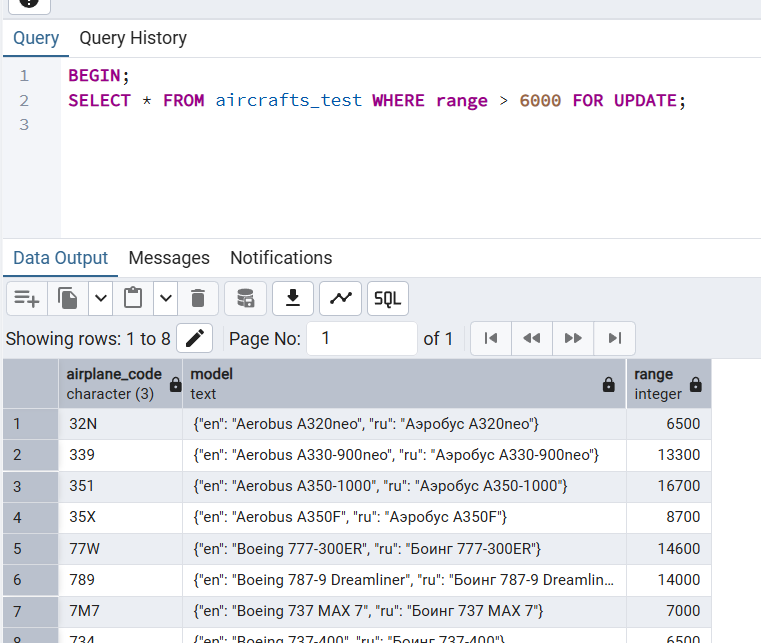 Query Query History
1 BEGIN;
2 SELECT * FROM aircrafts_test WHERE range > 6000 FOR UPDATE;
3
Data Output Messages Notifications
SQL
Showing rows: 1 to 8 Page No: 1 of 1
airplane_code model range
character (3) text integer
1 32N {"en": "Aerobus A320neo", "ru": "Аэробус A320neo"} 6500
2 339 {"en": "Aerobus A330-900neo", "ru": "Аэробус A330-900neo"} 13300
3 351 {"en": "Aerobus A350-1000", "ru": "Аэробус A350-1000"} 16700
4 35X {"en": "Aerobus A350F", "ru": "Аэробус A350F"} 8700
5 77W {"en": "Boeing 777-300ER", "ru": "Боинг 777-300ER"} 14600
6 789 {"en": "Boeing 787-9 Dreamliner", "ru": "Боинг 787-9 Dreamlin... 14000
7 7M7 {"en": "Boeing 737 MAX 7", "ru": "Боинг 737 MAX 7"} 7000
8 734 {"en": "Boeing 737-400", "ru": "Боинг 737-400"} 6500